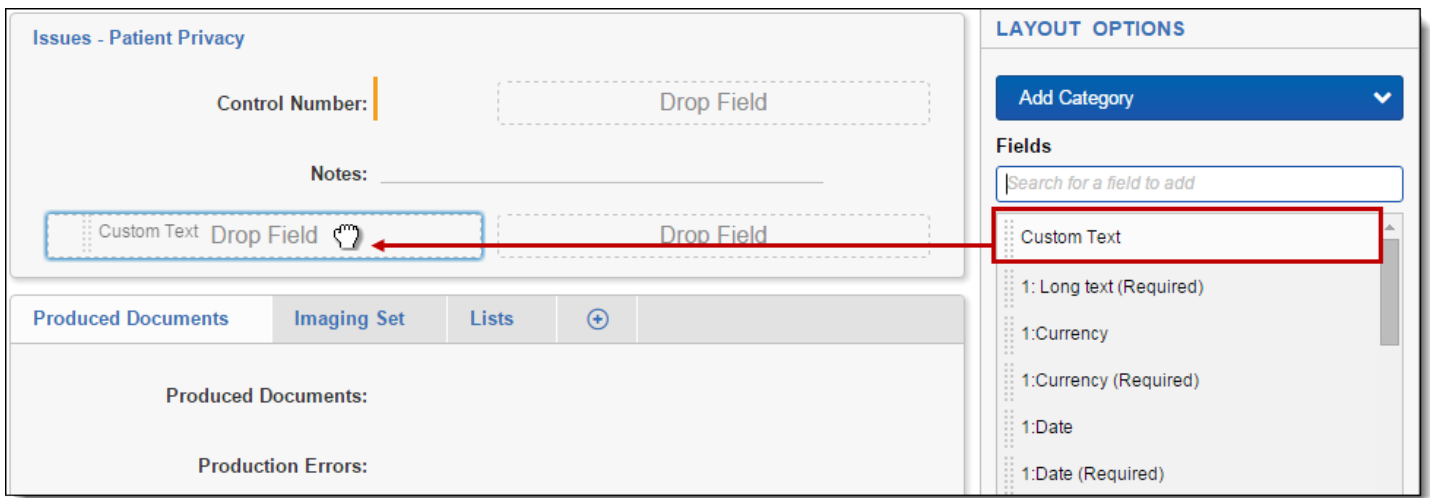 Issues - Patient Privacy
Control Number:
Drop Field
Notes:
Custom Text Drop Field
Drop Field
Produced Documents
Imaging Set
Lists
Produced Documents:
Production Errors:
LAYOUT OPTIONS
Add Category
Fields
Search for a field to add
Custom Text
1: Long text (Required)
1:Currency
1:Currency (Required)
1:Date
1:Date (Required)